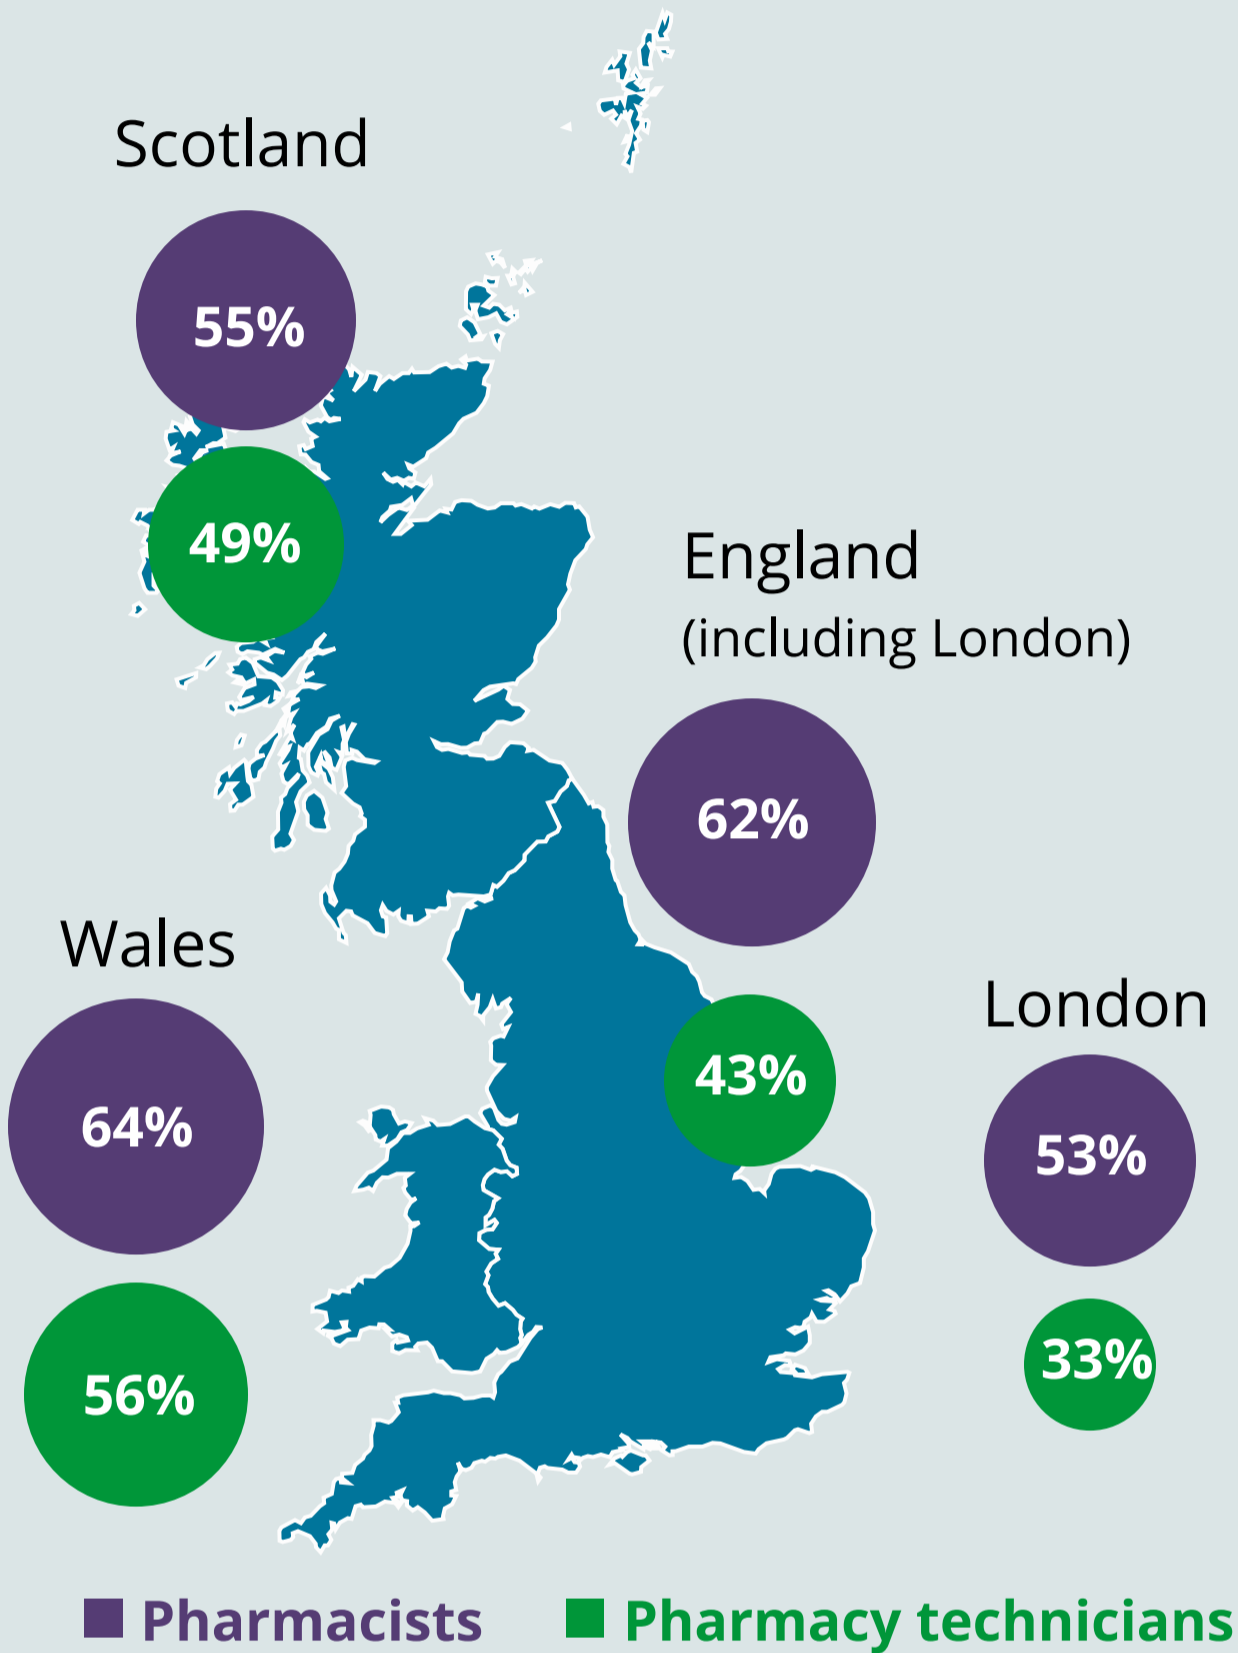 Scotland
55%
49%
England
(including London)
62%
43%
Wales
64%
56%
London
53%
33%
Pharmacists
Pharmacy technicians